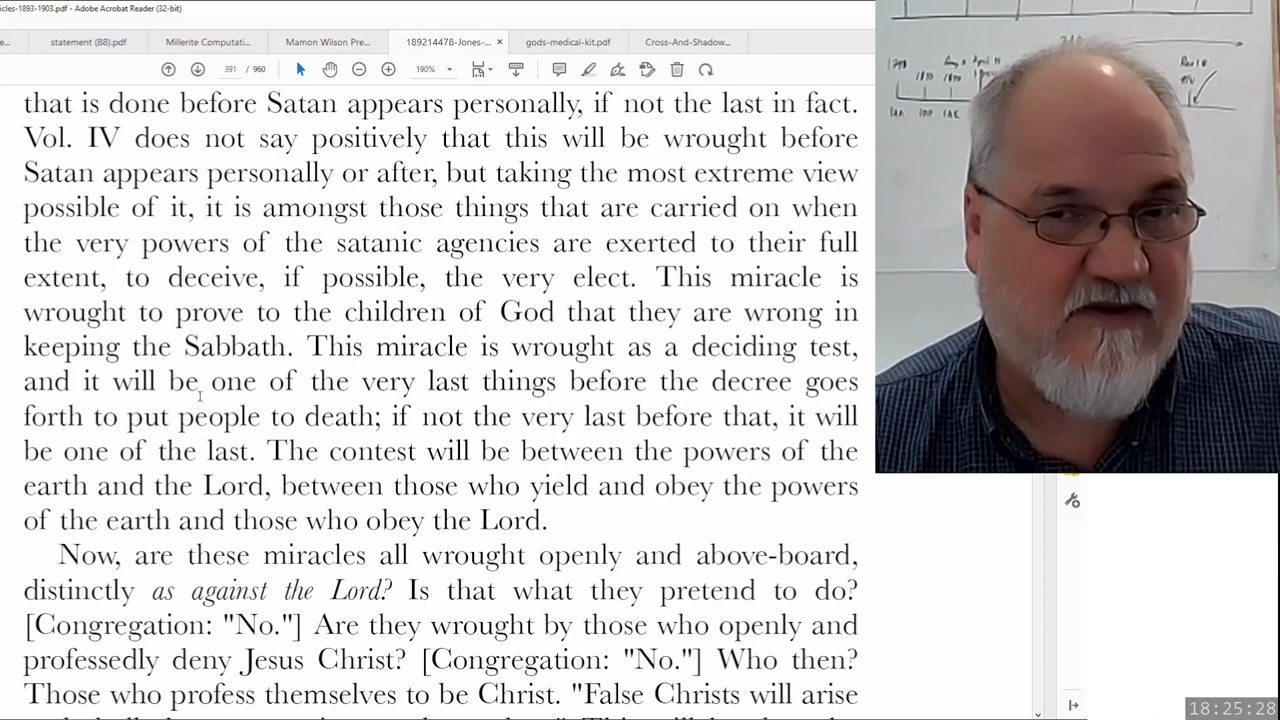 icles-1893-1903.pdf - Adobe Acrobat Reader (32-bit)
e... statement (88).pdf Millerite Computati... Mamon Wilson Pre... 189214478-Jones-... × gods-medical-kit.pdf Cross-And-Shadow...
391 / 960 190%
that is done before Satan appears personally, if not the last in fact.
Vol. IV does not say positively that this will be wrought before
Satan appears personally or after, but taking the most extreme view
possible of it, it is amongst those things that are carried on when
the very powers of the satanic agencies are exerted to their full
extent, to deceive, if possible, the very elect. This miracle is
wrought to prove to the children of God that they are wrong in
keeping the Sabbath. This miracle is wrought as a deciding test,
and it will be one of the very last things before the decree goes
forth to put people to death; if not the very last before that, it will
be one of the last. The contest will be between the powers of the
earth and the Lord, between those who yield and obey the powers
of the earth and those who obey the Lord.
Now, are these miracles all wrought openly and above-board,
distinctly as against the Lord? Is that what they pretend to do?
[Congregation: "No."] Are they wrought by those who openly and
professedly deny Jesus Christ? [Congregation: "No."] Who then?
Those who profess themselves to be Christ. "False Christs will arise
18:25:28